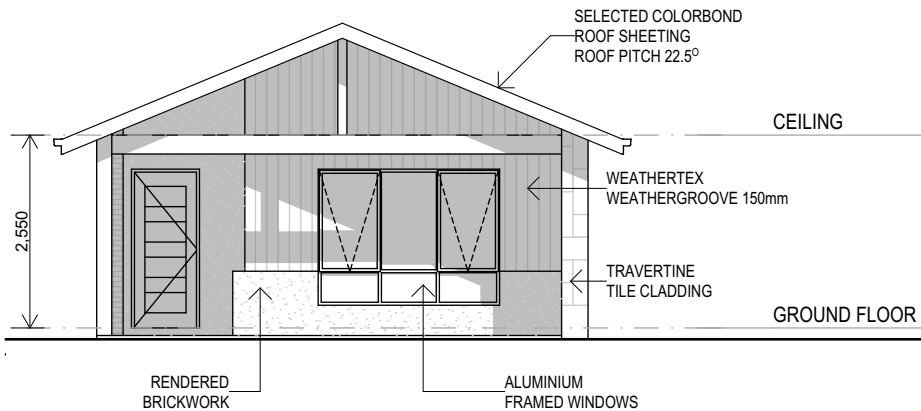 SELECTED COLORBOND
ROOF SHEETING
ROOF PITCH 22.5⁰
CEILING
WEATHERTEX
WEATHERGROOVE 150mm
2,550
TRAVERTINE
TILE CLADDING
GROUND FLOOR
RENDERED
BRICKWORK
ALUMINIUM
FRAMED WINDOWS